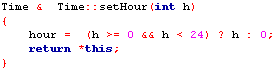 Time &  Time::setHour(int h)
{
    hour =  (h >= 0 && h < 24) ? h : 0;
    return *this;
}